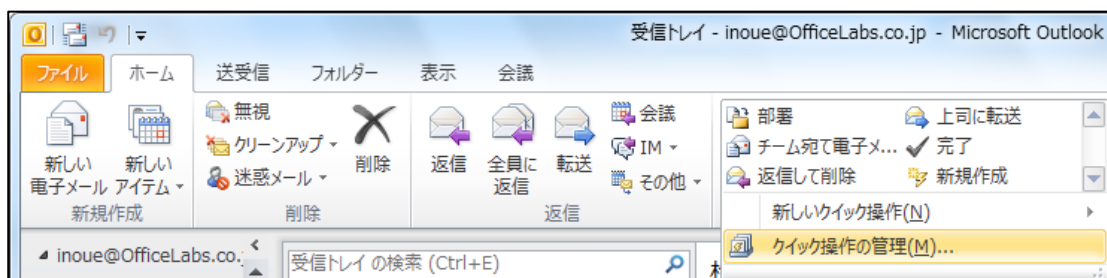 受信トレイ - inoue@OfficeLabs.co.jp - Microsoft Outlook
ファイル ホーム 送受信 フォルダー 表示 会議
新しい
電子メール
新しい
アイテム
新規作成
無視
クリーンアップ
迷惑メール
削除
削除
返信
全員に
返信
転送
会議
IM
その他
返信
部署
チーム宛て電子メ...
返信して削除
上司に転送
完了
新規作成
新しいクイック操作(N)
クイック操作の管理(M)...
inoue@OfficeLabs.co.
受信トレイ の検索 (Ctrl+E)